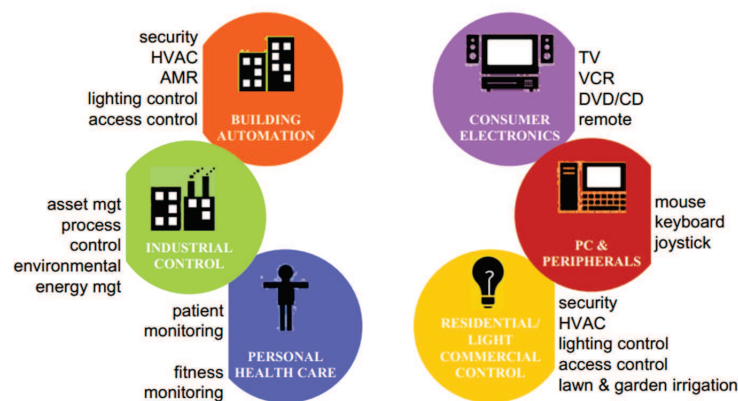 security
HVAC
AMR
lighting control
access control
BUILDING
AUTOMATION
TV
VCR
DVD/CD
remote
CONSUMER
ELECTRONICS
asset mgt
process
control
environmental
energy mgt
INDUSTRIAL
CONTROL
mouse
keyboard
joystick
PC &
PERIPHERALS
patient
monitoring
fitness
monitoring
PERSONAL
HEALTH CARE
?
RESIDENTIAL/
LIGHT
COMMERCIAL
CONTROL
security
HVAC
lighting control
access control
lawn & garden irrigation